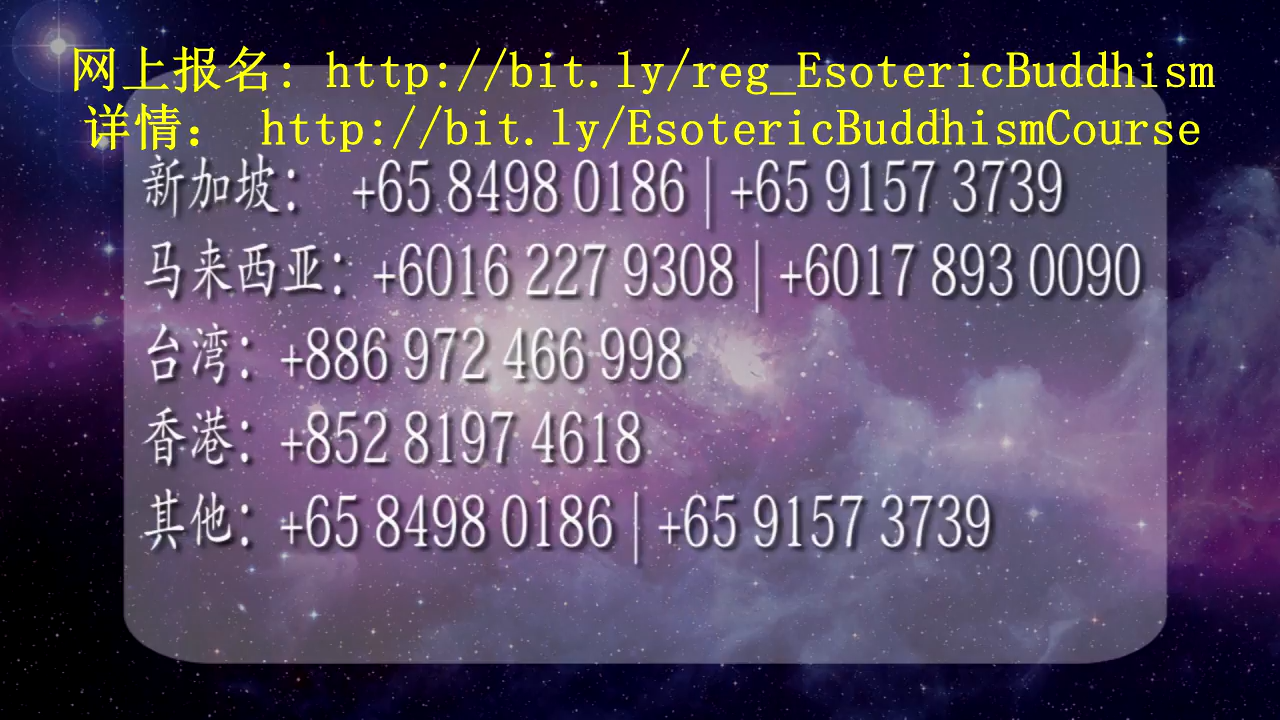 网上报名: http://bit.ly/reg_EsotericBuddhism
详情: http://bit.ly/EsotericBuddhismCourse
新加坡: +65 8498 0186 | +65 9157 3739
马来西亚: +6016 227 9308 | +6017 893 0090
台湾: +886 972 466 998
香港: +852 8197 4618
其他: +65 8498 0186 | +65 9157 3739